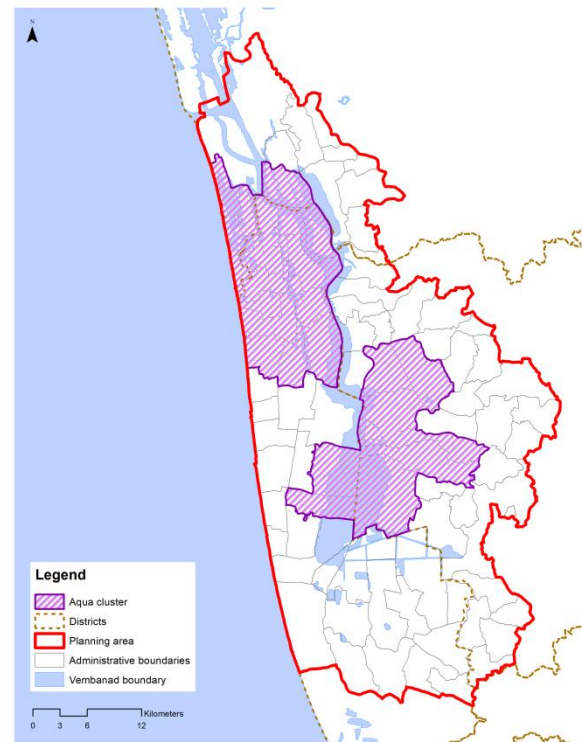 N
Legend
Aqua cluster
Districts
Planning area
Administrative boundaries
Vembanad boundary
Kilometers
0 3 6 12